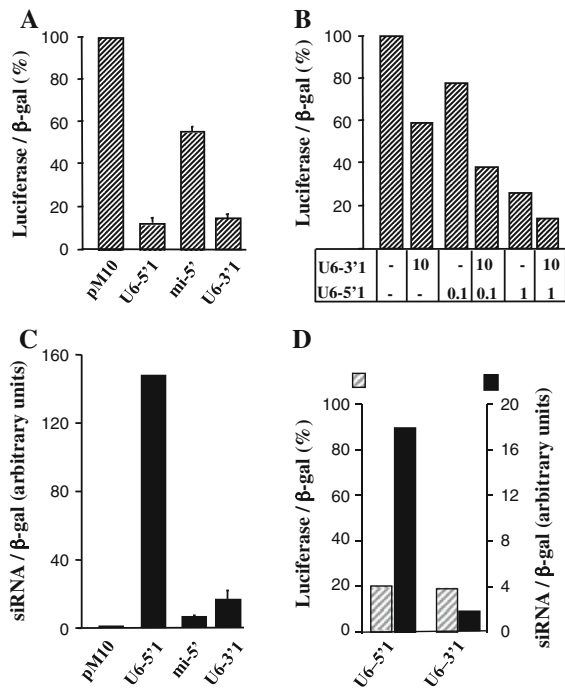 A
Luciferase / β-gal (%)
100
80
60
40
20
0
pM10
U6-5'1
mi-5'
U6-3'1
B
Luciferase / β-gal (%)
100
80
60
40
20
U6-3'1 - 10 - 10 - 10
U6-5'1 - - 0.1 0.1 1 1
C
siRNA / β-gal (arbitrary units)
160
120
80
40
0
pM10
U6-5'1
mi-5'
U6-3'1
D
Luciferase / β-gal (%)
100
80
60
40
20
0
20
16
12
8
4
0
siRNA / β-gal (arbitrary units)
U6–5'1
U6–3'1